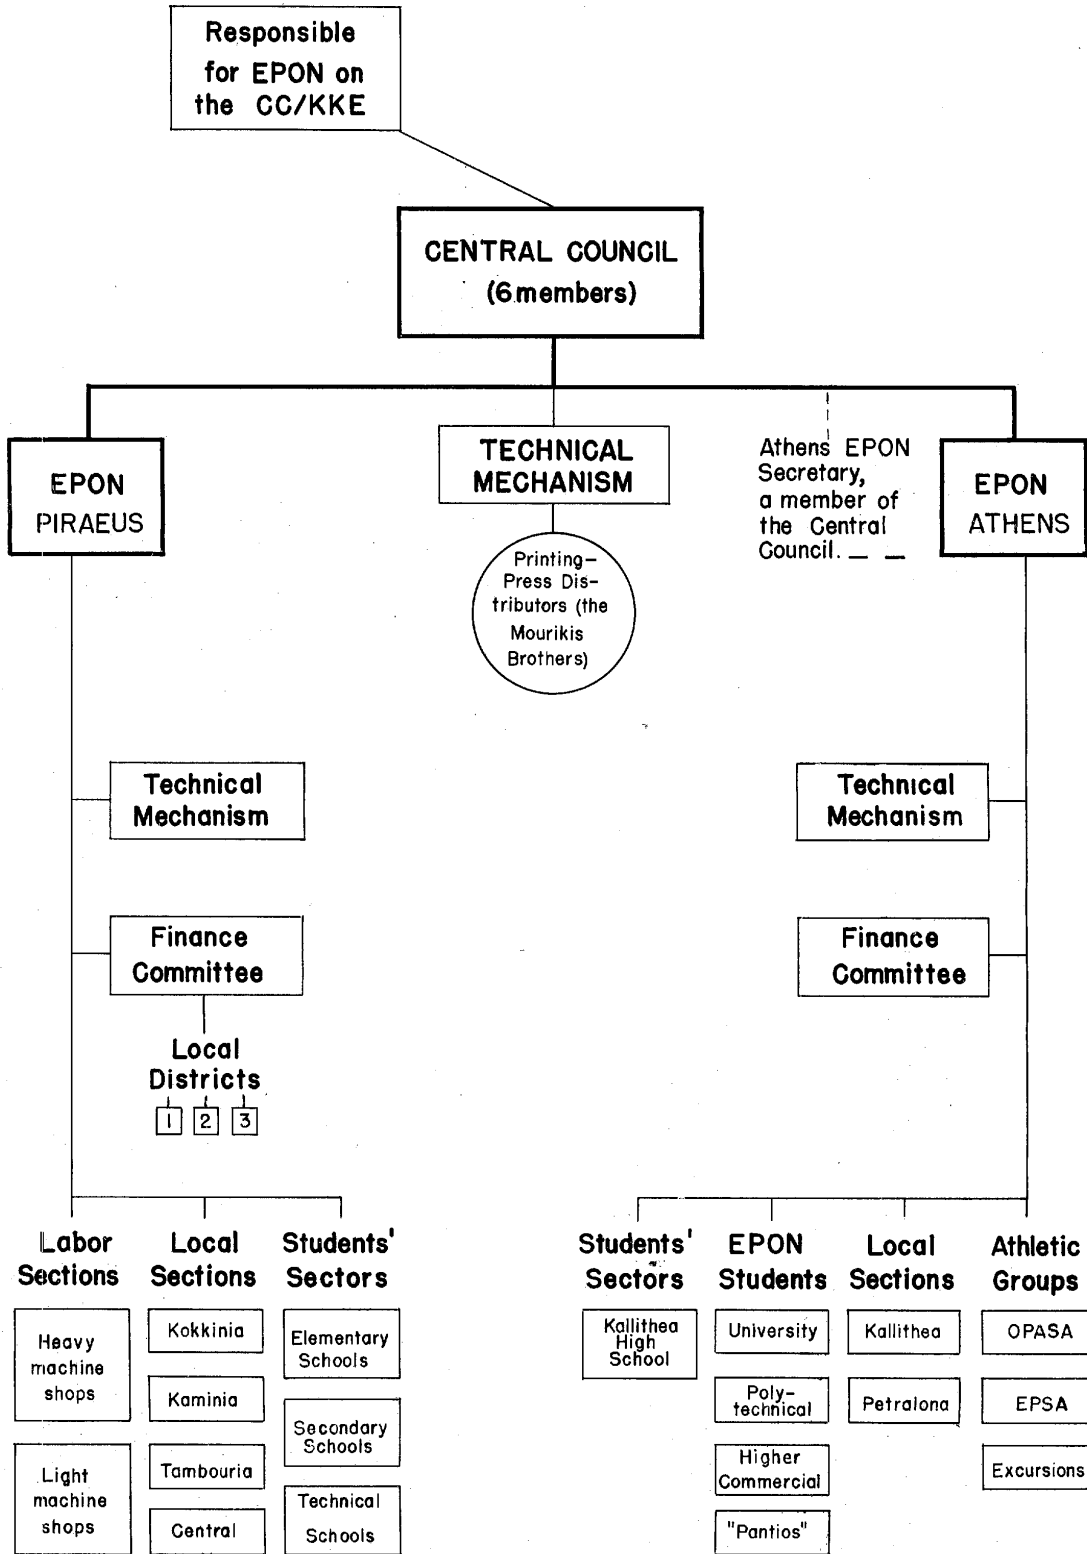 Responsible
for EPON on
the CC/KKE
CENTRAL COUNCIL
(6 members)
EPON
PIRAEUS
TECHNICAL
MECHANISM
Printing-
Press Dis-
tributors (the
Mourikis
Brothers)
Athens EPON
Secretary,
a member of
the Central
Council. _ _
EPON
ATHENS
Technical
Mechanism
Finance
Committee
Local
Districts
1 2 3
Technical
Mechanism
Finance
Committee
Labor
Sections
Heavy
machine
shops
Light
machine
shops
Local
Sections
Kokkinia
Kaminia
Tambouria
Central
Students'
Sectors
Elementary
Schools
Secondary
Schools
Technical
Schools
Students'
Sectors
Kallithea
High
School
EPON
Students
University
Poly-
technical
Higher
Commercial
"Pantios"
Local
Sections
Kallithea
Petralona
Athletic
Groups
OPASA
EPSA
Excursions